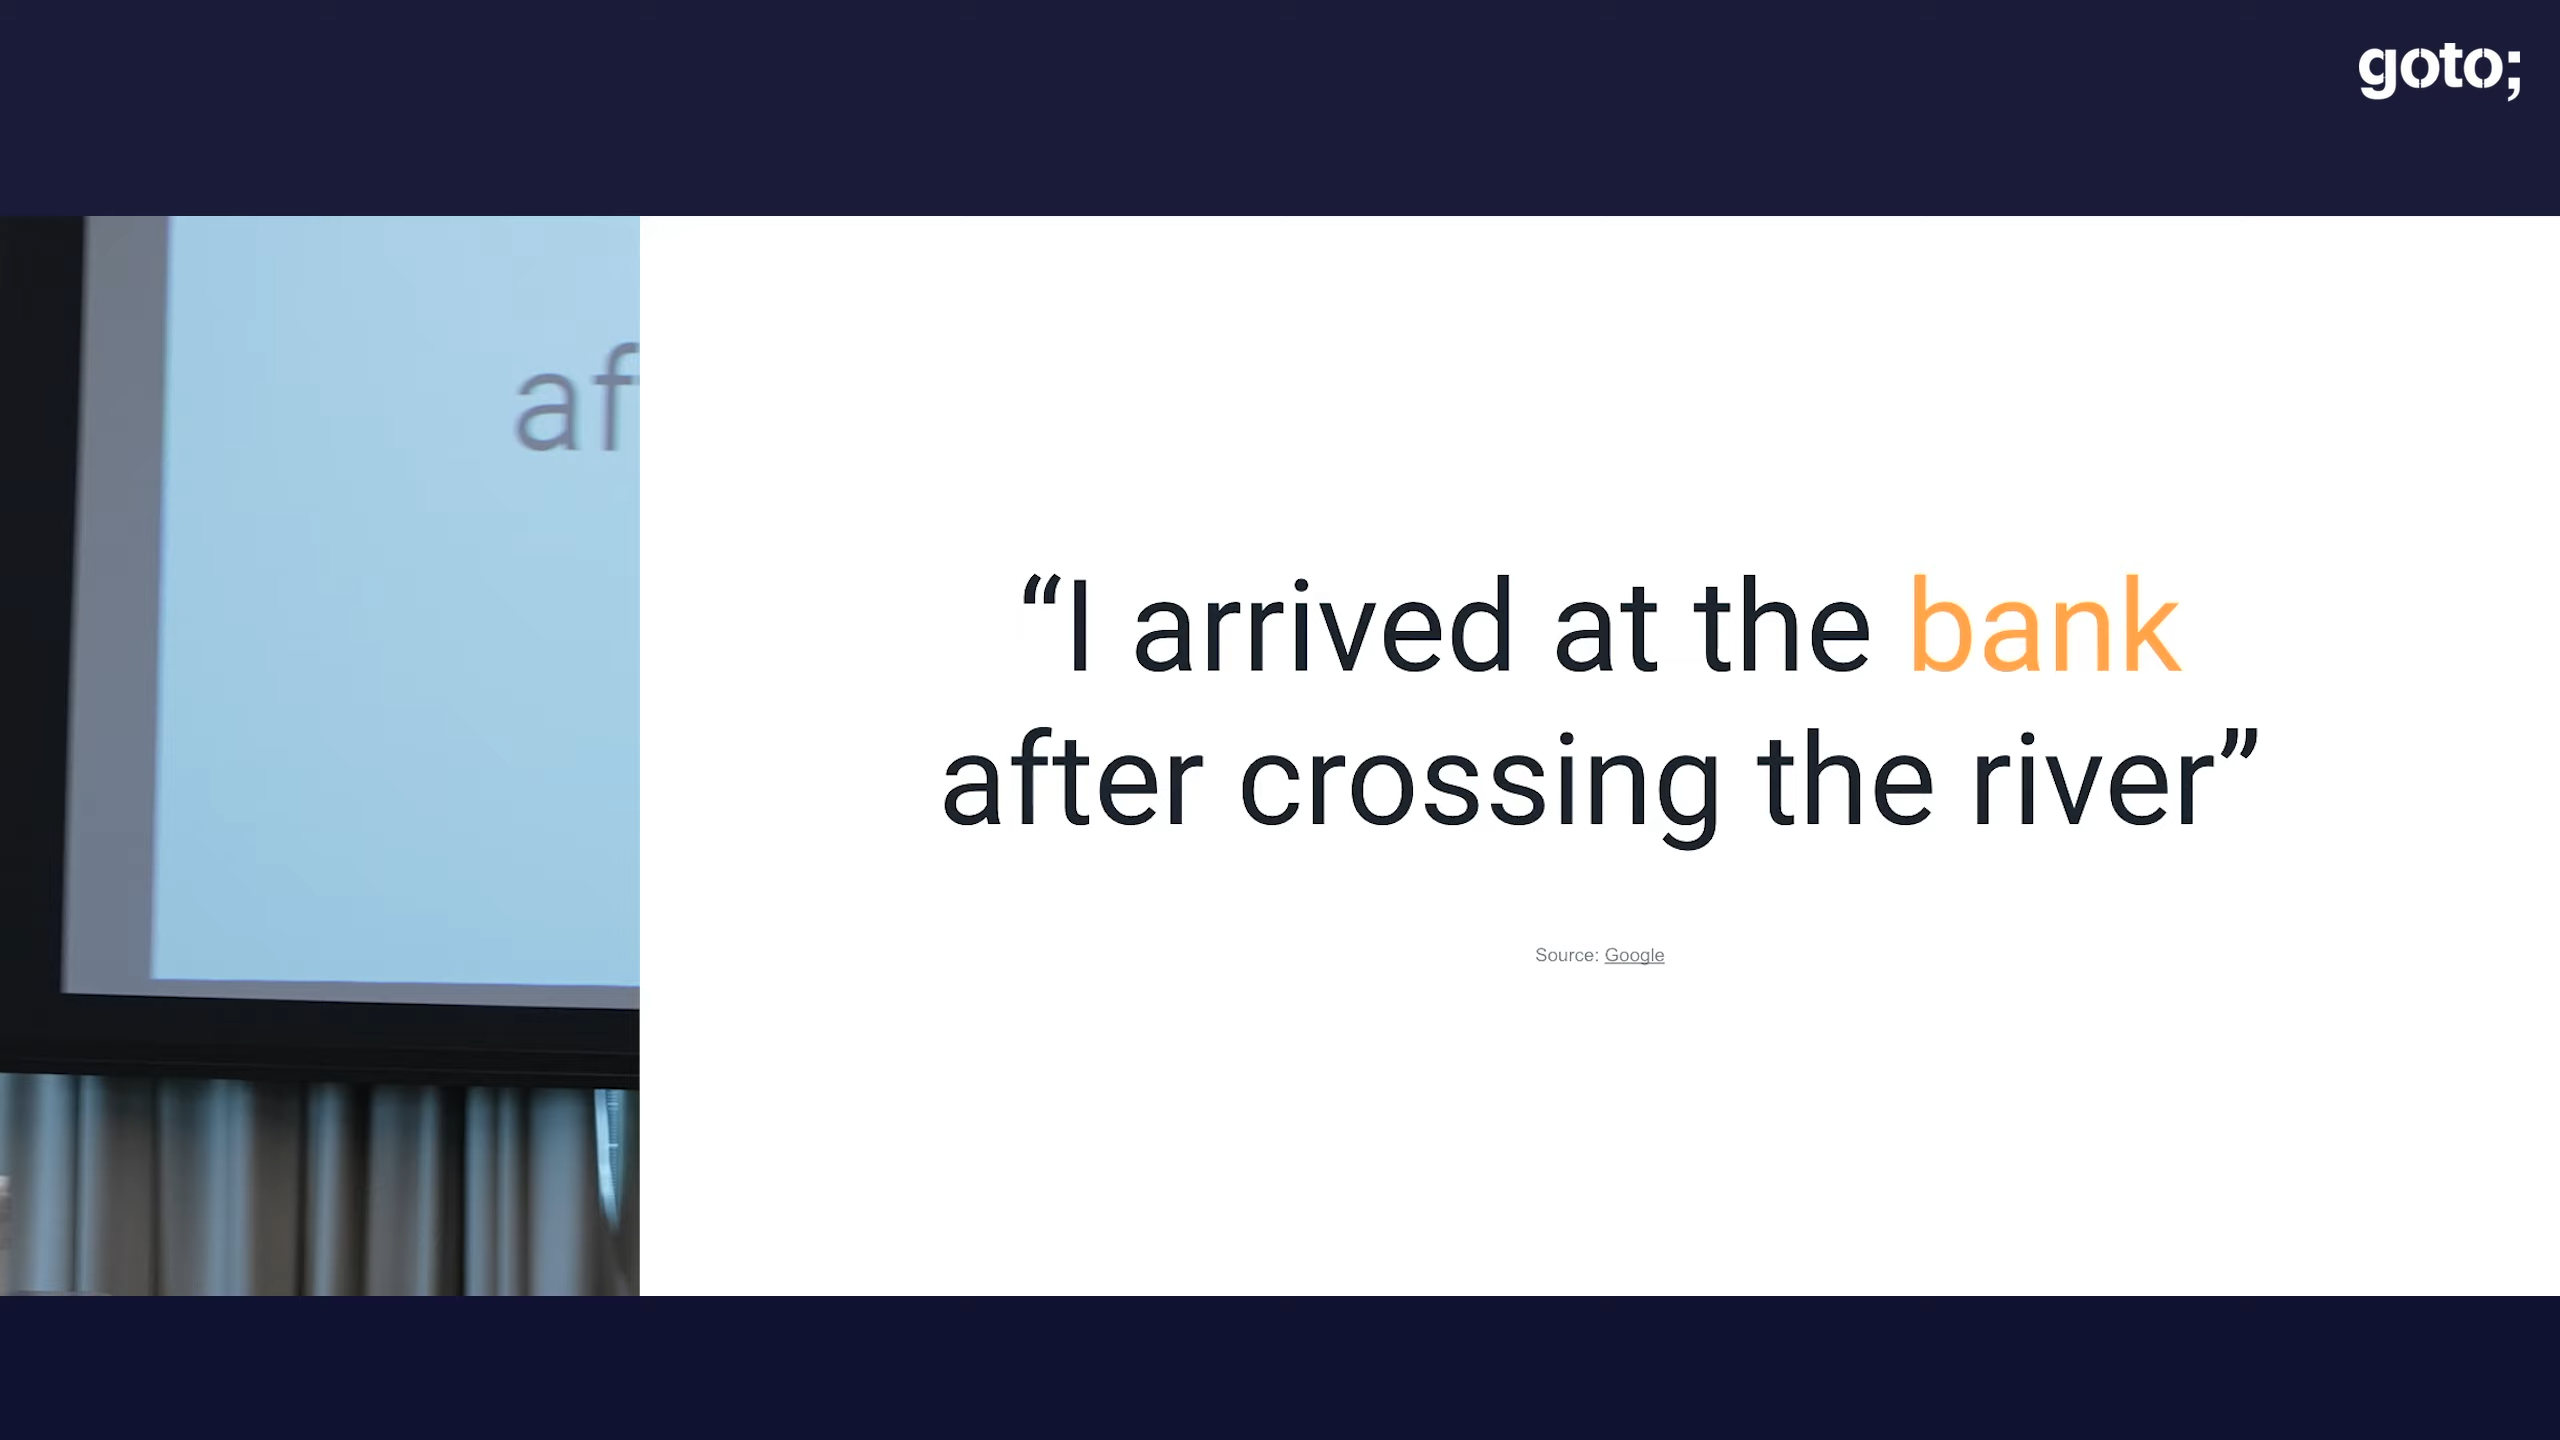 goto;
af
“I arrived at the bank
after crossing the river”
Source: Google